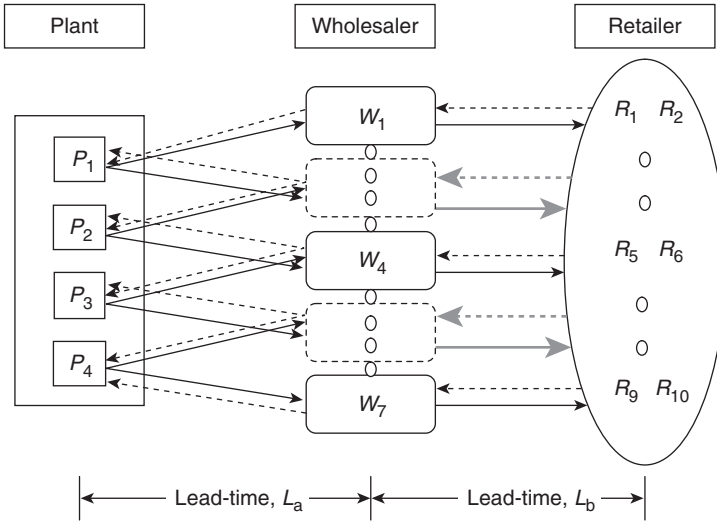 Plant Wholesaler Retailer
W1
R1 R2
P1
P2
W4
R5 R6
P3
P4
W7
R9 R10
Lead-time, La
Lead-time, Lb